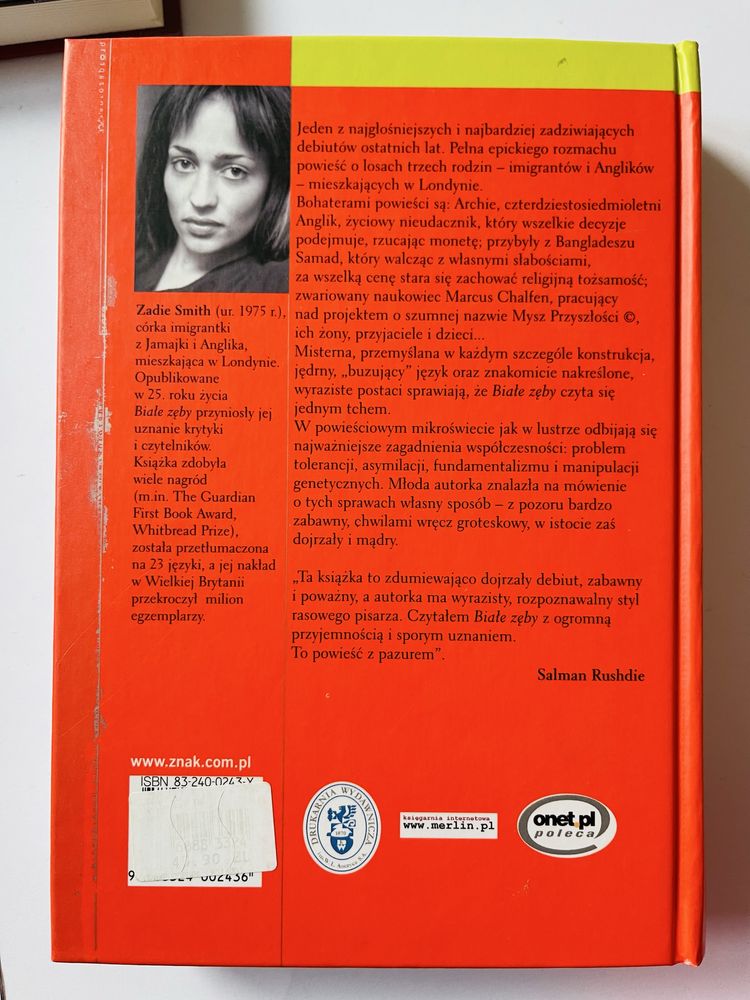 Jeden z najgłośniejszych i najbardziej zadziwiających
debiutów ostatnich lat. Pełna epickiego rozmachu
powieść o losach trzech rodzin – imigrantów i Anglików
– mieszkających w Londynie.
Bohaterami powieści są: Archie, czterdziestosiedmioletni
Anglik, życiowy nieudacznik, który wszelkie decyzje
podejmuje, rzucając monetę; przybyły z Bangladeszu
Samad, który walcząc z własnymi słabościami,
za wszelką cenę stara się zachować religijną tożsamość;
zwariowany naukowiec Marcus Chalfen, pracujący
nad projektem o szumnej nazwie Mysz Przyszłości ©,
ich żony, przyjaciele i dzieci...
Misterna, przemyślana w każdym szczególe konstrukcja,
jędrny, „buzujący" język oraz znakomicie nakreślone,
wyraziste postaci sprawiają, że Białe zęby czyta się
jednym tchem.
W powieściowym mikroświecie jak w lustrze odbijają się
najważniejsze zagadnienia współczesności: problem
tolerancji, asymilacji, fundamentalizmu i manipulacji
genetycznych. Młoda autorka znalazła na mówienie
o tych sprawach własny sposób – z pozoru bardzo
zabawny, chwilami wręcz groteskowy, w istocie zaś
dojrzały i mądry.
„Ta książka to zdumiewająco dojrzały debiut, zabawny
i poważny, a autorka ma wyrazisty, rozpoznawalny styl
rasowego pisarza. Czytałem Białe zęby z ogromną
przyjemnością i sporym uznaniem.
To powieść z pazurem".
Salman Rushdie
Zadie Smith (ur. 1975 r.),
córka imigrantki
z Jamajki i Anglika,
mieszkająca w Londynie.
Opublikowane
w 25. roku życia
Białe zęby przyniosły jej
uznanie krytyki
i czytelników.
Książka zdobyła
wiele nagród
(m.in. The Guardian
First Book Award,
Whitbread Prize),
została przetłumaczona
na 23 języki, a jej nakład
w Wielkiej Brytanii
przekroczył milion
egzemplarzy.
www.znak.com.pl
ISBN 83-240-0243-X
9 002436
DRUKARNIA WYDAWNICZA
1870
im. W. L. Anczyca S.A.
księgarnia internetowa
www.merlin.pl
onet.pl
poleca